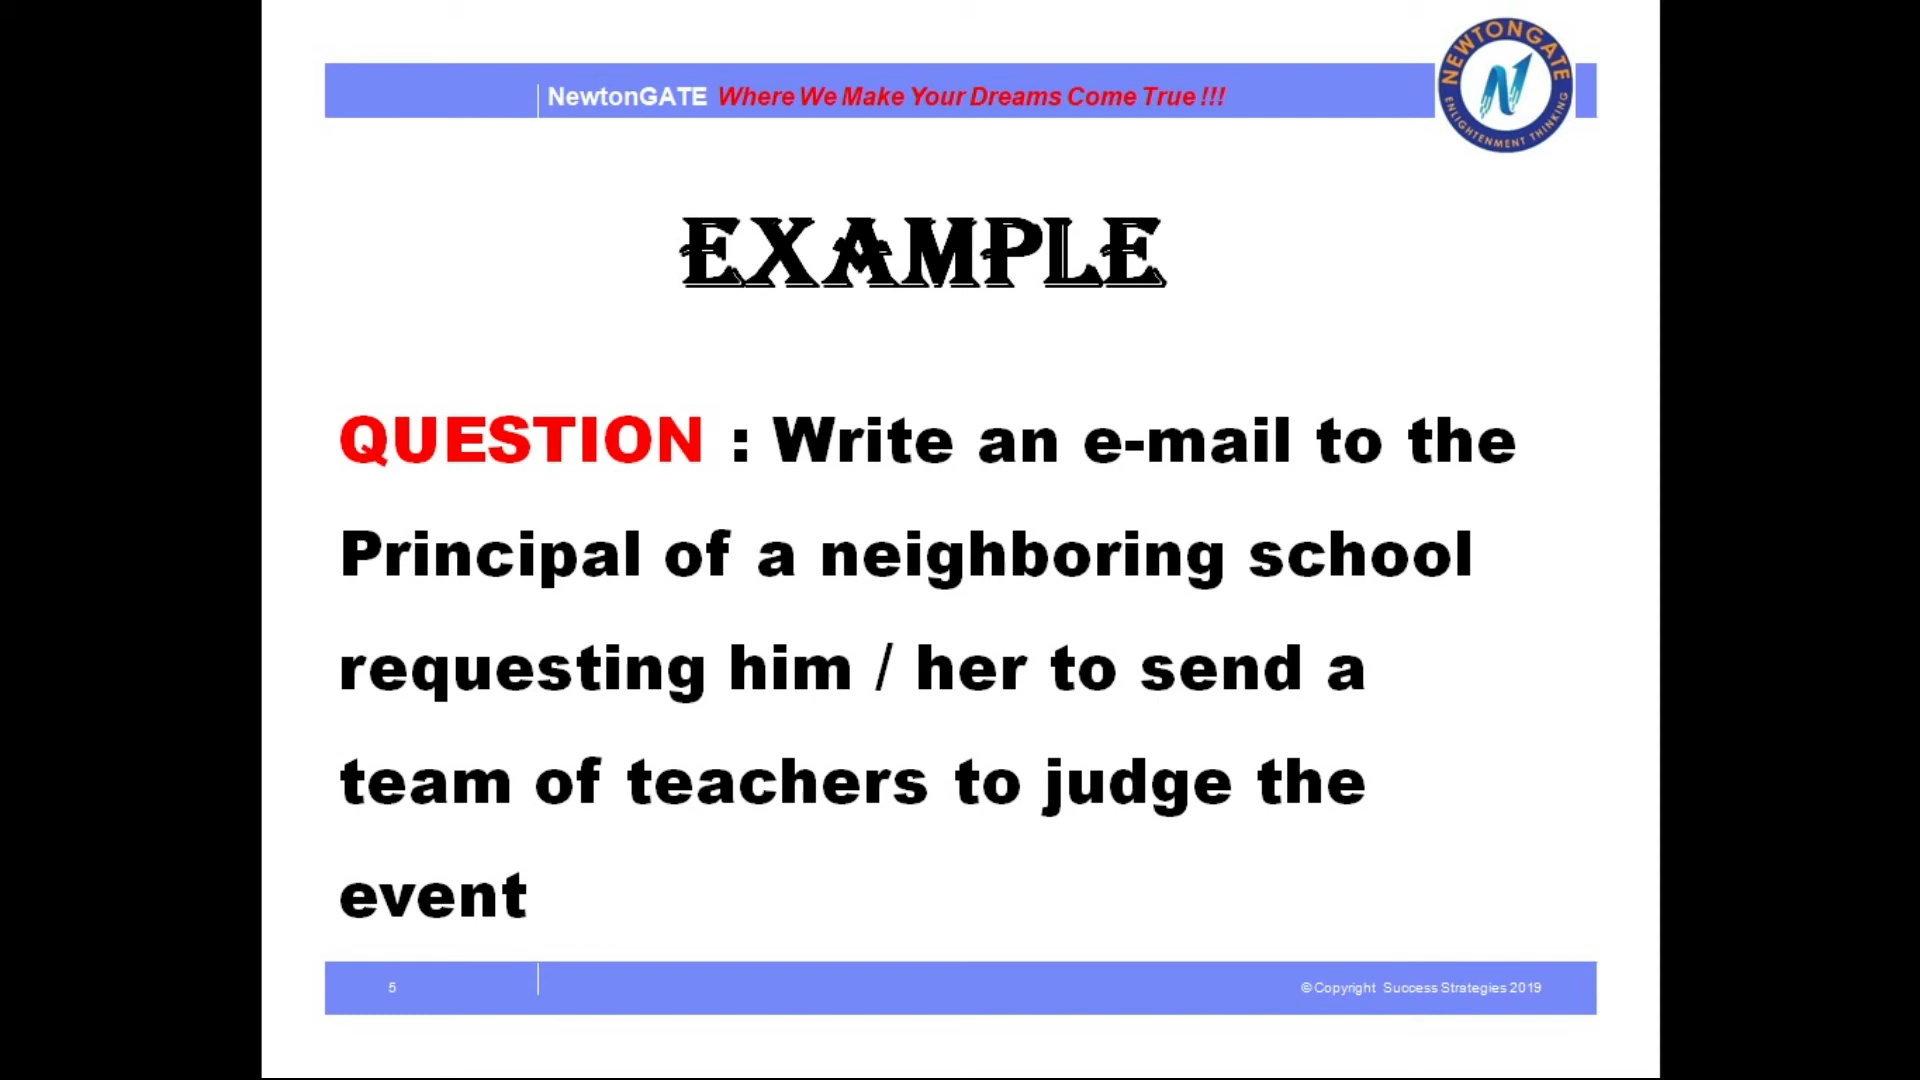 NewtonGATE Where We Make Your Dreams Come True !!!
NEWTONGATE
ENLIGHTENMENT THINKING
EXAMPLE
QUESTION : Write an e-mail to the
Principal of a neighboring school
requesting him / her to send a
team of teachers to judge the
event
5
© Copyright Success Strategies 2019